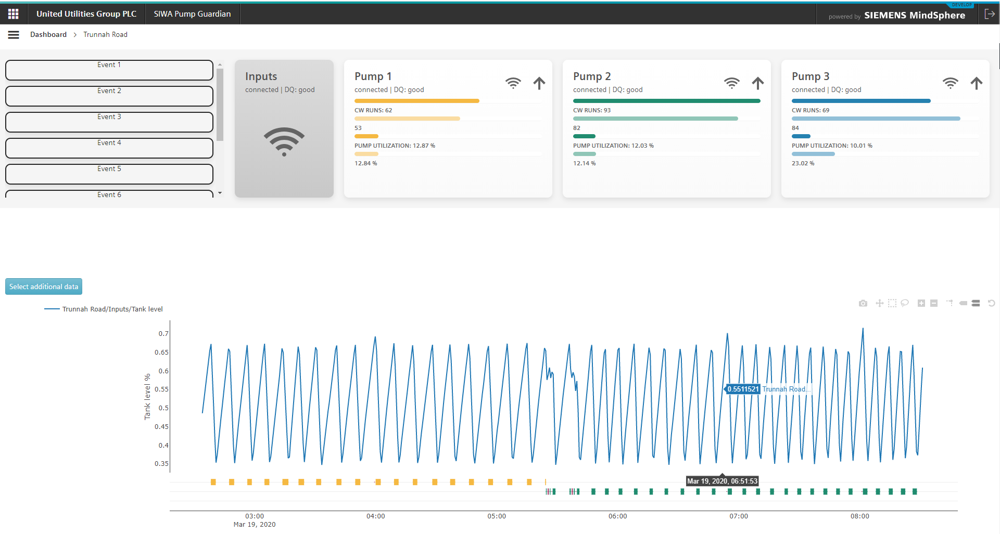 DEVELOP
United Utilities Group PLC
SIWA Pump Guardian
powered by SIEMENS MindSphere
Dashboard > Trunnah Road
Event 1
Event 2
Event 3
Event 4
Event 5
Event 6
Inputs
connected | DQ: good
Pump 1
connected | DQ: good
CW RUNS: 62
53
PUMP UTILIZATION: 12.87 %
12.84 %
Pump 2
connected | DQ: good
CW RUNS: 93
82
PUMP UTILIZATION: 12.03 %
12.14 %
Pump 3
connected | DQ: good
CW RUNS: 69
84
PUMP UTILIZATION: 10.01 %
23.02 %
Select additional data
Trunnah Road/Inputs/Tank level
Tank level %
0.7
0.65
0.6
0.55
0.5
0.45
0.4
0.35
0.5511521 Trunnah Road...
Mar 19, 2020, 06:51:53
03:00 04:00 05:00 06:00 07:00 08:00
Mar 19, 2020